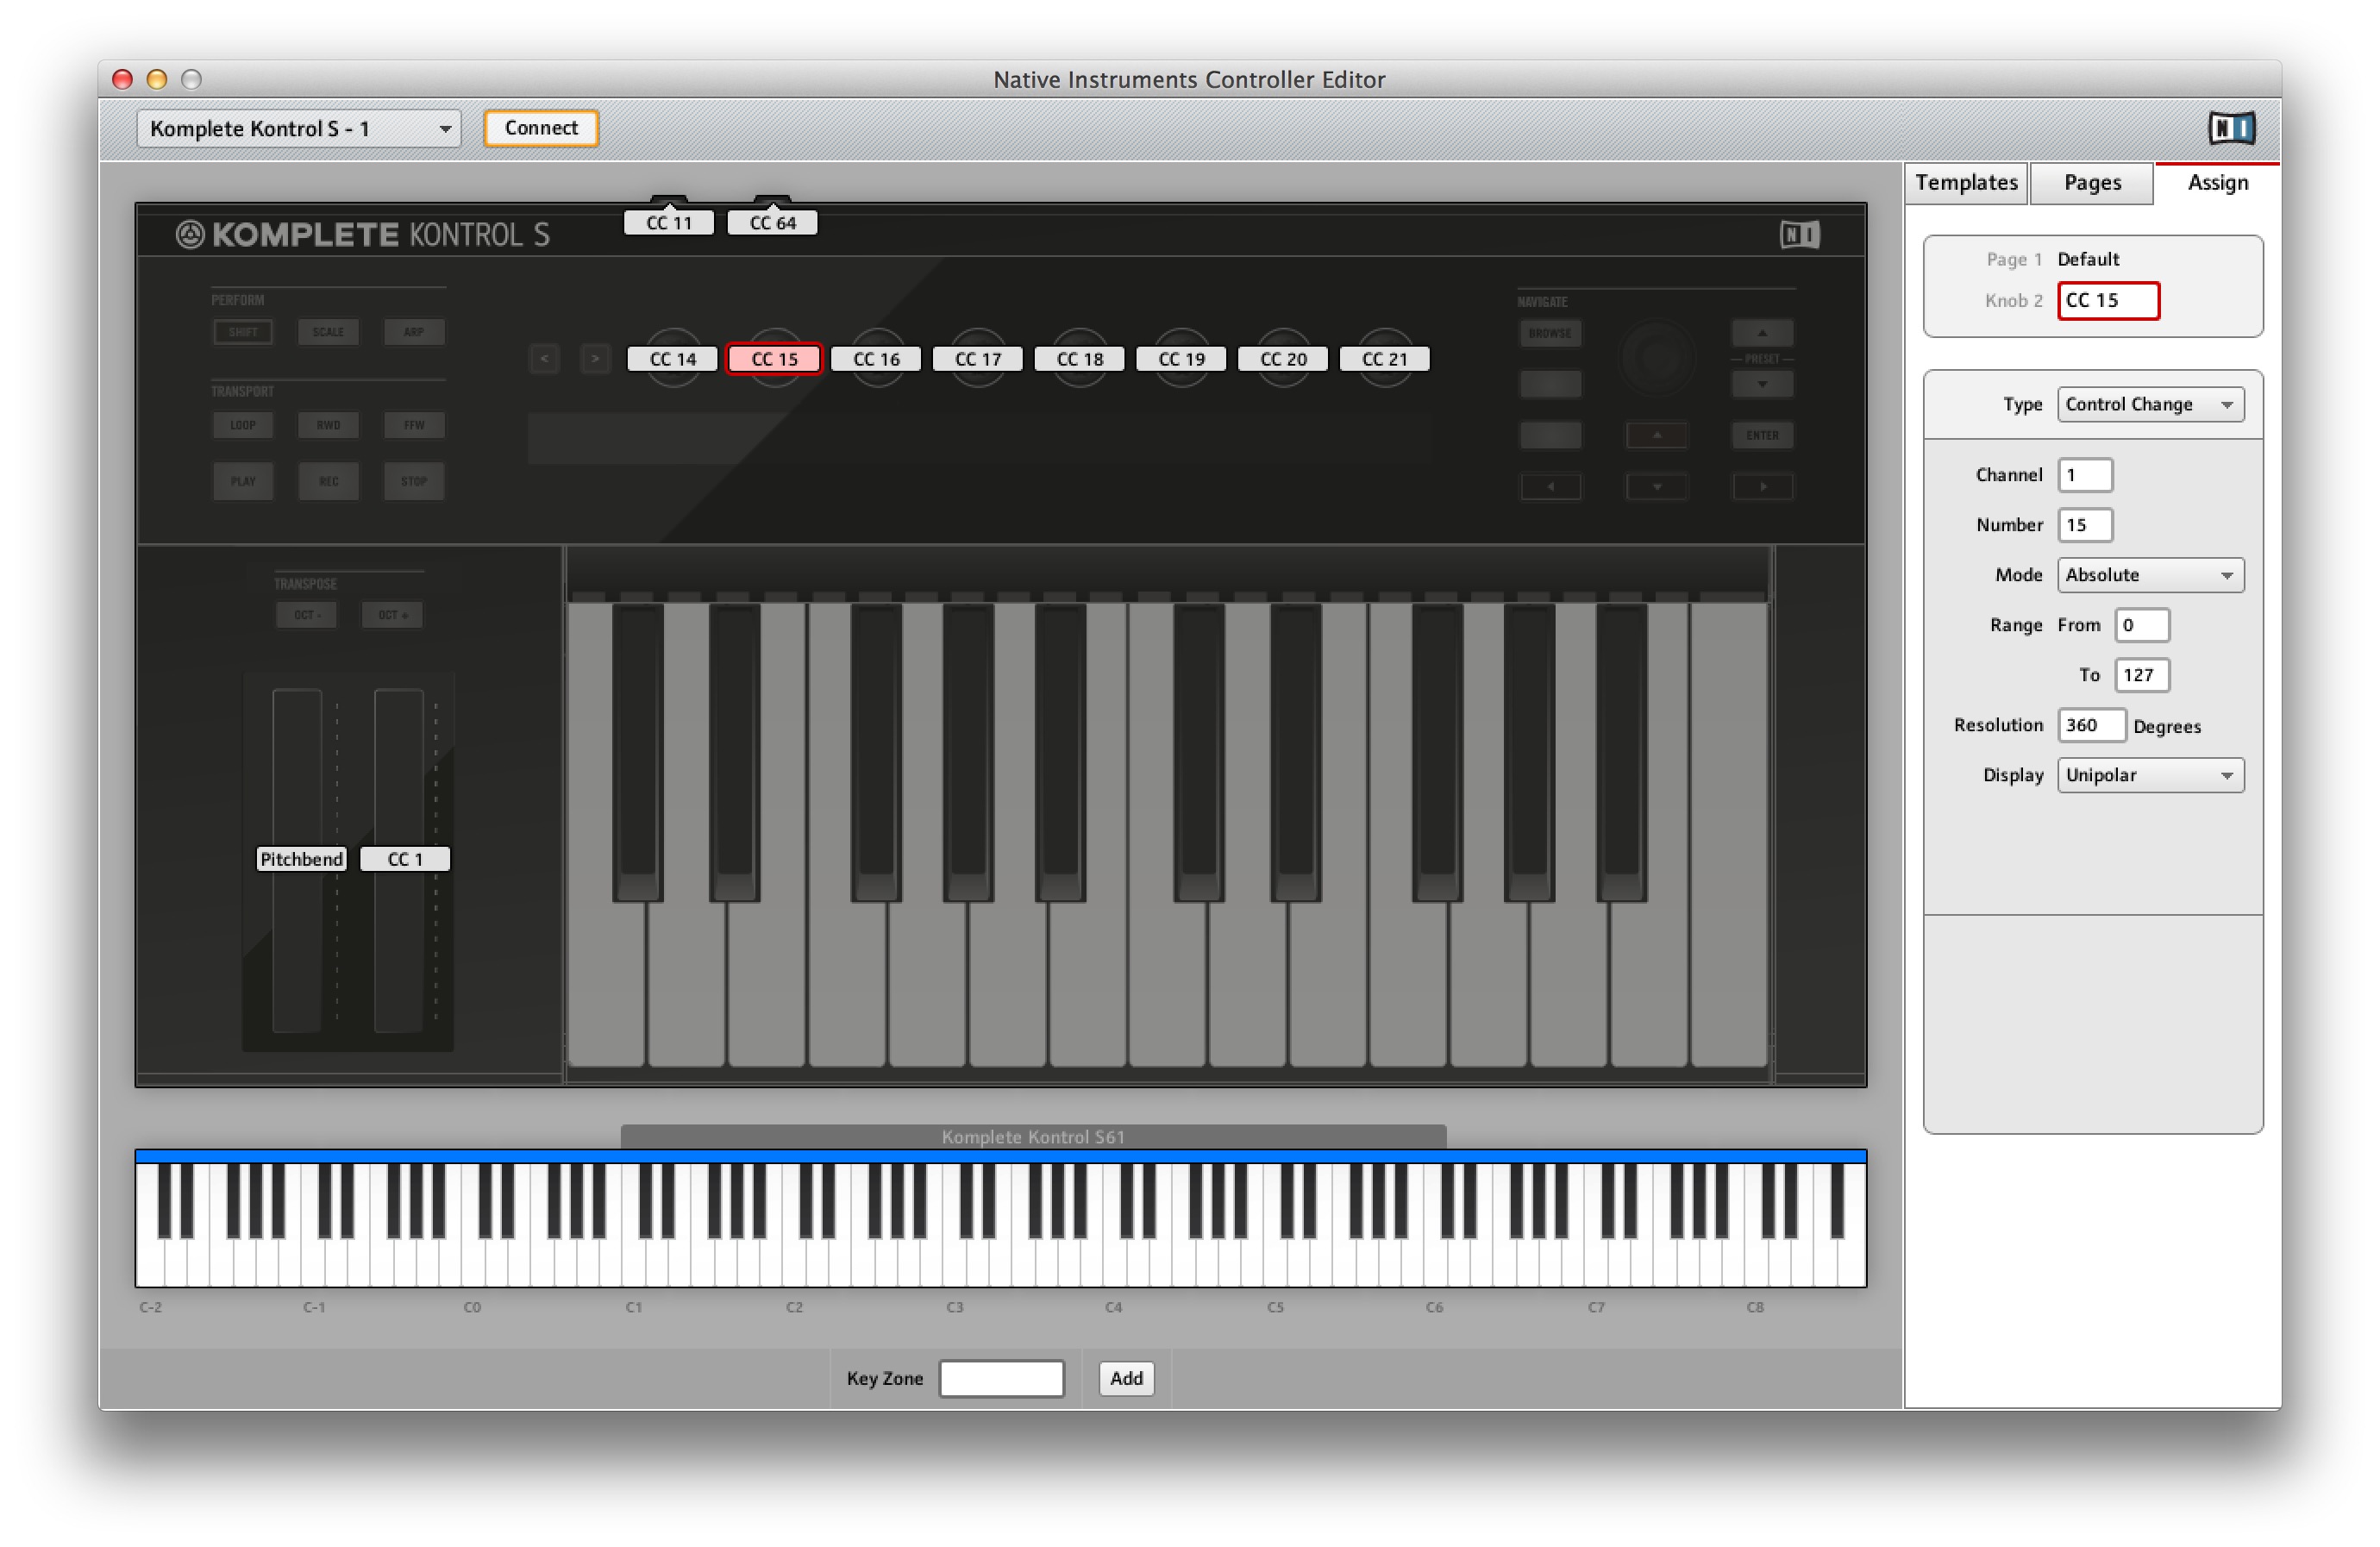 Native Instruments Controller Editor
Komplete Kontrol S - 1
Connect
NI
Templates
Pages
Assign
CC 11
CC 64
KOMPLETE KONTROL S
NI
Page 1 Default
Knob 2 CC 15
PERFORM
SHIFT
SCALE
ARP
<
>
CC 14
CC 15
CC 16
CC 17
CC 18
CC 19
CC 20
CC 21
NAVIGATE
BROWSE
PRESET
ENTER
TRANSPORT
LOOP
RWD
FFW
PLAY
REC
STOP
Type Control Change
Channel 1
Number 15
Mode Absolute
Range From 0
To 127
Resolution 360 Degrees
Display Unipolar
TRANSPOSE
OCT -
OCT +
Pitchbend
CC 1
Komplete Kontrol S61
C-2
C-1
C0
C1
C2
C3
C4
C5
C6
C7
C8
Key Zone
Add